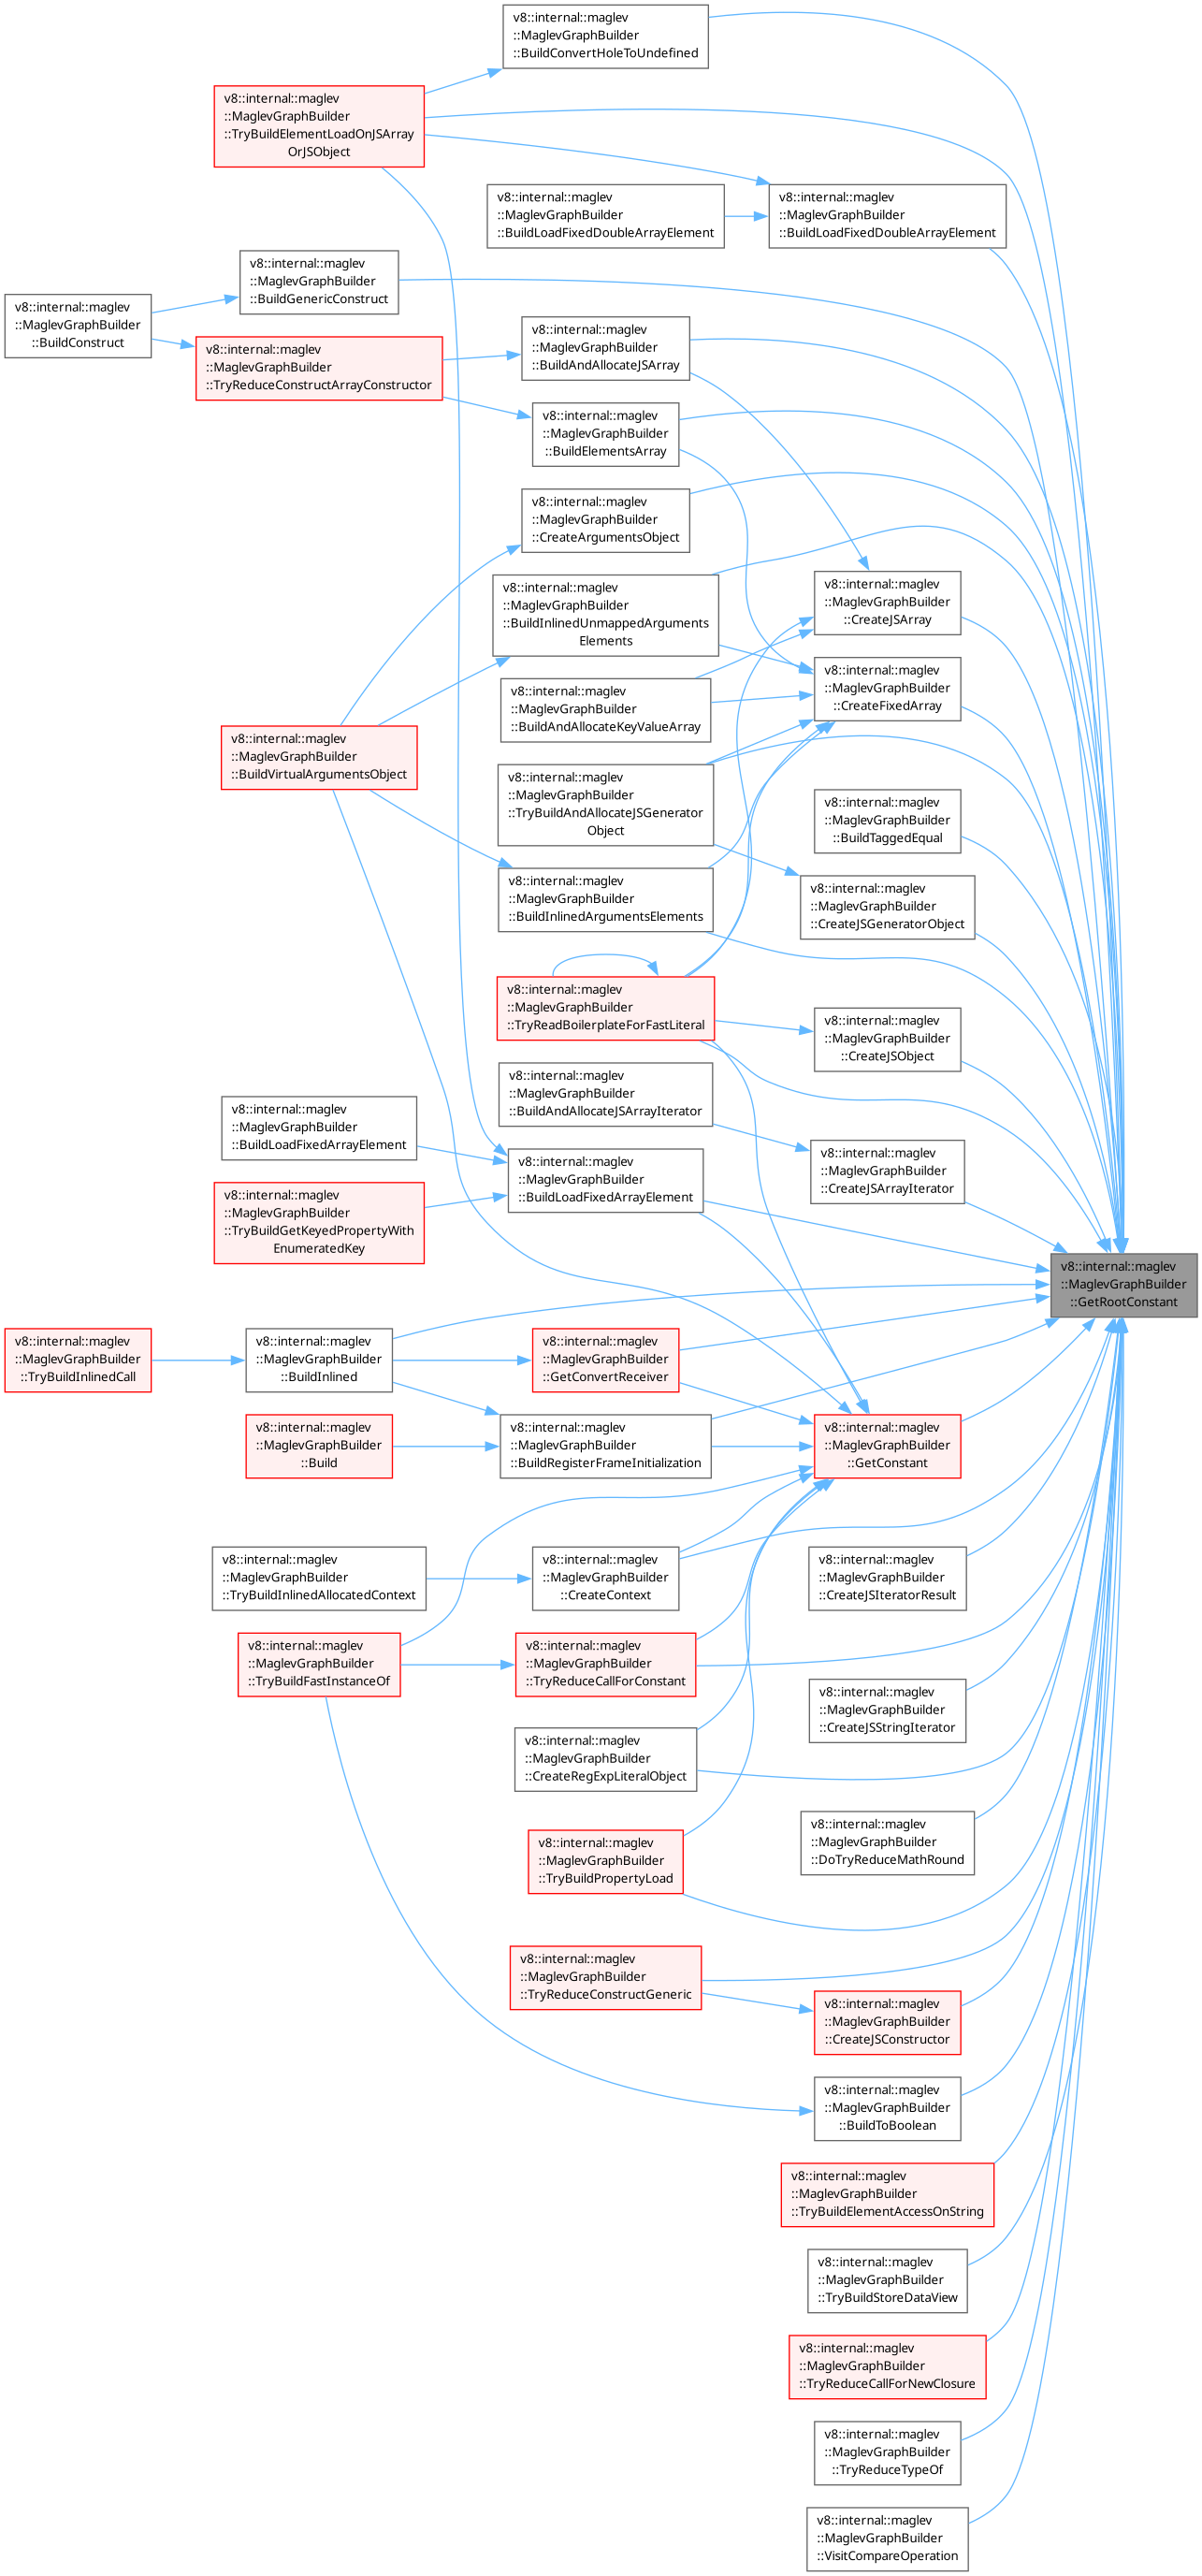 v8::internal::maglev
::MaglevGraphBuilder
::BuildConvertHoleToUndefined
v8::internal::maglev
::MaglevGraphBuilder
::TryBuildElementLoadOnJSArray
OrJSObject
v8::internal::maglev
::MaglevGraphBuilder
::BuildLoadFixedDoubleArrayElement
v8::internal::maglev
::MaglevGraphBuilder
::BuildLoadFixedDoubleArrayElement
v8::internal::maglev
::MaglevGraphBuilder
::BuildGenericConstruct
v8::internal::maglev
::MaglevGraphBuilder
::BuildConstruct
v8::internal::maglev
::MaglevGraphBuilder
::TryReduceConstructArrayConstructor
v8::internal::maglev
::MaglevGraphBuilder
::BuildAndAllocateJSArray
v8::internal::maglev
::MaglevGraphBuilder
::BuildElementsArray
v8::internal::maglev
::MaglevGraphBuilder
::CreateArgumentsObject
v8::internal::maglev
::MaglevGraphBuilder
::BuildInlinedUnmappedArguments
Elements
v8::internal::maglev
::MaglevGraphBuilder
::CreateJSArray
v8::internal::maglev
::MaglevGraphBuilder
::CreateFixedArray
v8::internal::maglev
::MaglevGraphBuilder
::BuildAndAllocateKeyValueArray
v8::internal::maglev
::MaglevGraphBuilder
::BuildVirtualArgumentsObject
v8::internal::maglev
::MaglevGraphBuilder
::TryBuildAndAllocateJSGenerator
Object
v8::internal::maglev
::MaglevGraphBuilder
::BuildTaggedEqual
v8::internal::maglev
::MaglevGraphBuilder
::BuildInlinedArgumentsElements
v8::internal::maglev
::MaglevGraphBuilder
::CreateJSGeneratorObject
v8::internal::maglev
::MaglevGraphBuilder
::TryReadBoilerplateForFastLiteral
v8::internal::maglev
::MaglevGraphBuilder
::CreateJSObject
v8::internal::maglev
::MaglevGraphBuilder
::BuildAndAllocateJSArrayIterator
v8::internal::maglev
::MaglevGraphBuilder
::BuildLoadFixedArrayElement
v8::internal::maglev
::MaglevGraphBuilder
::BuildLoadFixedArrayElement
v8::internal::maglev
::MaglevGraphBuilder
::CreateJSArrayIterator
v8::internal::maglev
::MaglevGraphBuilder
::TryBuildGetKeyedPropertyWith
EnumeratedKey
v8::internal::maglev
::MaglevGraphBuilder
::GetRootConstant
v8::internal::maglev
::MaglevGraphBuilder
::TryBuildInlinedCall
v8::internal::maglev
::MaglevGraphBuilder
::BuildInlined
v8::internal::maglev
::MaglevGraphBuilder
::GetConvertReceiver
v8::internal::maglev
::MaglevGraphBuilder
::Build
v8::internal::maglev
::MaglevGraphBuilder
::BuildRegisterFrameInitialization
v8::internal::maglev
::MaglevGraphBuilder
::GetConstant
v8::internal::maglev
::MaglevGraphBuilder
::TryBuildInlinedAllocatedContext
v8::internal::maglev
::MaglevGraphBuilder
::CreateContext
v8::internal::maglev
::MaglevGraphBuilder
::CreateJSIteratorResult
v8::internal::maglev
::MaglevGraphBuilder
::TryBuildFastInstanceOf
v8::internal::maglev
::MaglevGraphBuilder
::TryReduceCallForConstant
v8::internal::maglev
::MaglevGraphBuilder
::CreateJSStringIterator
v8::internal::maglev
::MaglevGraphBuilder
::CreateRegExpLiteralObject
v8::internal::maglev
::MaglevGraphBuilder
::DoTryReduceMathRound
v8::internal::maglev
::MaglevGraphBuilder
::TryBuildPropertyLoad
v8::internal::maglev
::MaglevGraphBuilder
::TryReduceConstructGeneric
v8::internal::maglev
::MaglevGraphBuilder
::CreateJSConstructor
v8::internal::maglev
::MaglevGraphBuilder
::BuildToBoolean
v8::internal::maglev
::MaglevGraphBuilder
::TryBuildElementAccessOnString
v8::internal::maglev
::MaglevGraphBuilder
::TryBuildStoreDataView
v8::internal::maglev
::MaglevGraphBuilder
::TryReduceCallForNewClosure
v8::internal::maglev
::MaglevGraphBuilder
::TryReduceTypeOf
v8::internal::maglev
::MaglevGraphBuilder
::VisitCompareOperation